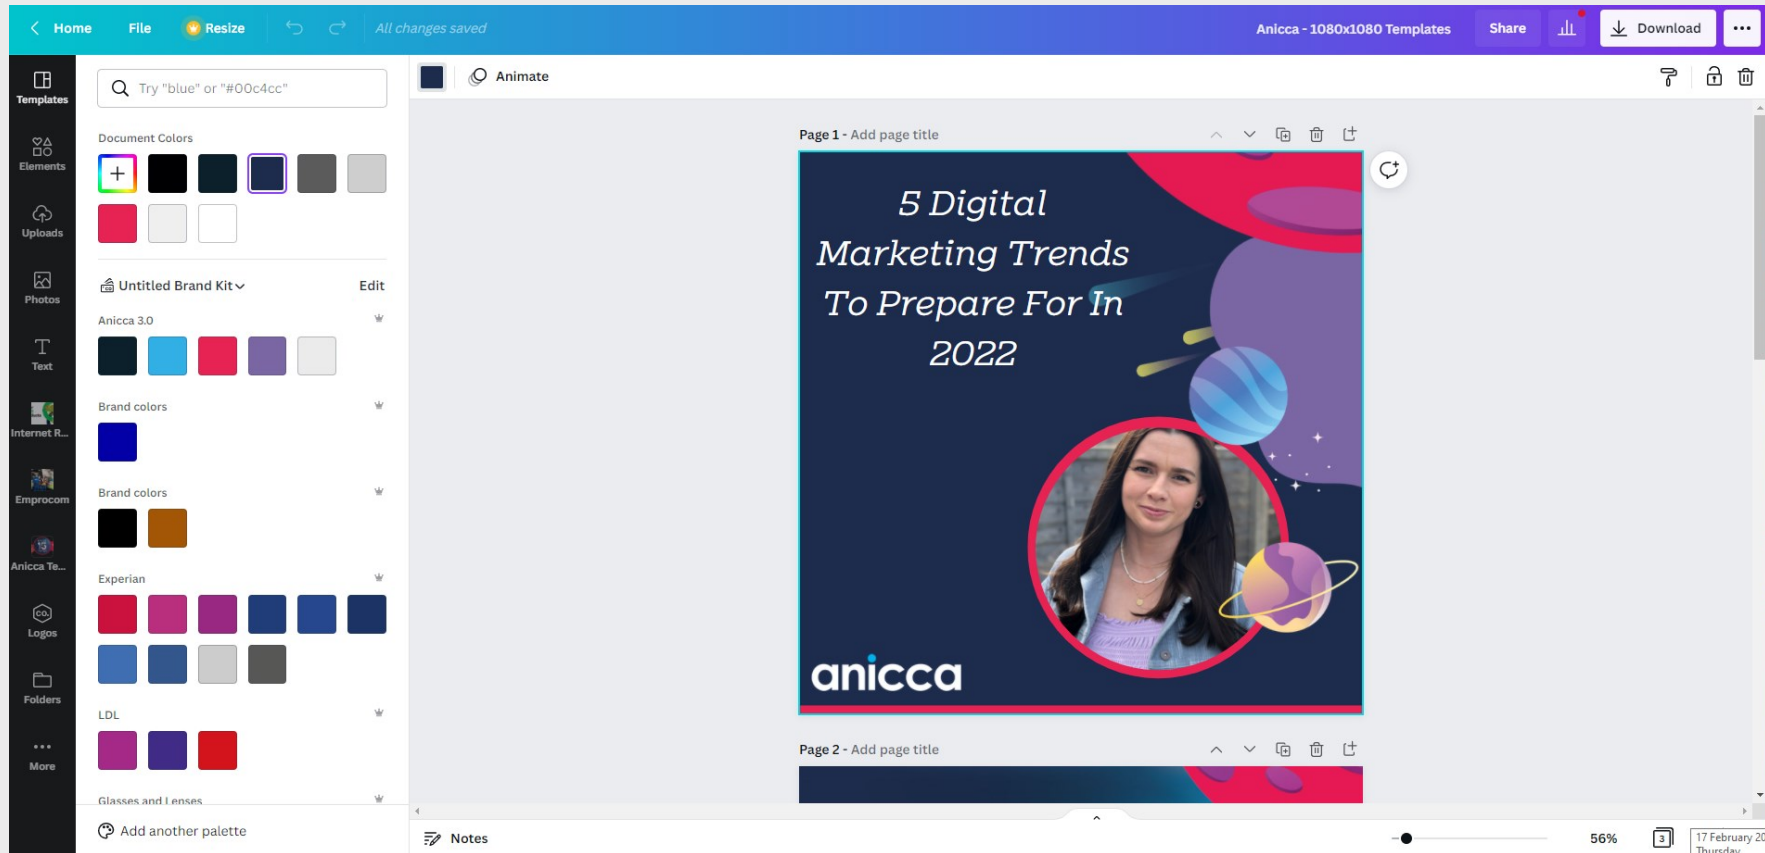 Home File Resize All changes saved Anicca - 1080x1080 Templates Share Download
Templates
Elements
Uploads
Photos
Text
Internet R...
Emprocom
Anicca Te...
Logos
Folders
More
Try "blue" or "#00c4cc"
Document Colors
Untitled Brand Kit Edit
Anicca 3.0
Brand colors
Brand colors
Experian
LDL
Glasses and Lenses
Add another palette
Animate
Page 1 - Add page title
5 Digital
Marketing Trends
To Prepare For In
2022
anicca
Page 2 - Add page title
Notes
56%
3
17 February 20
Thursday